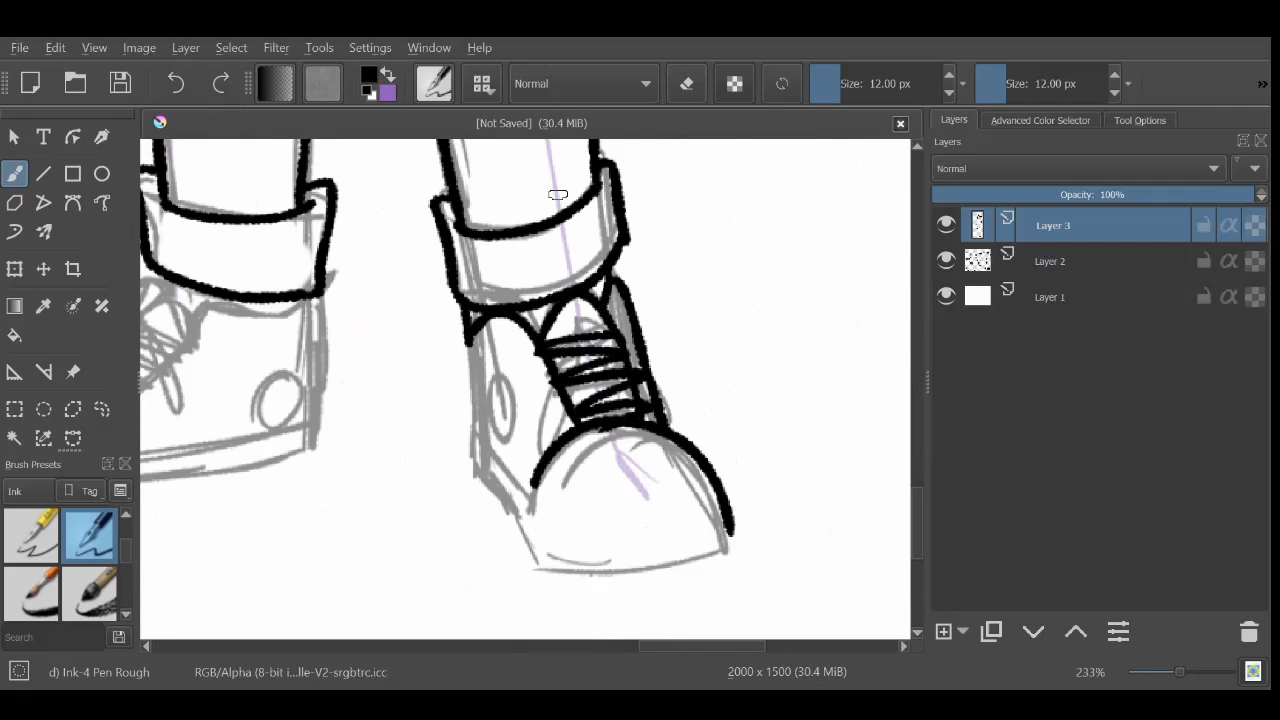 File Edit View Image Layer Select Filter Tools Settings Window Help
Normal Size: 12.00 px Size: 12.00 px »
[Not Saved] (30.4 MiB)
Layers Advanced Color Selector Tool Options
Layers
Normal
Opacity: 100%
Layer 3
Layer 2
Layer 1
Brush Presets
Ink Tag
Search
d) Ink-4 Pen Rough RGB/Alpha (8-bit i...lle-V2-srgbtrc.icc 2000 x 1500 (30.4 MiB) 233%